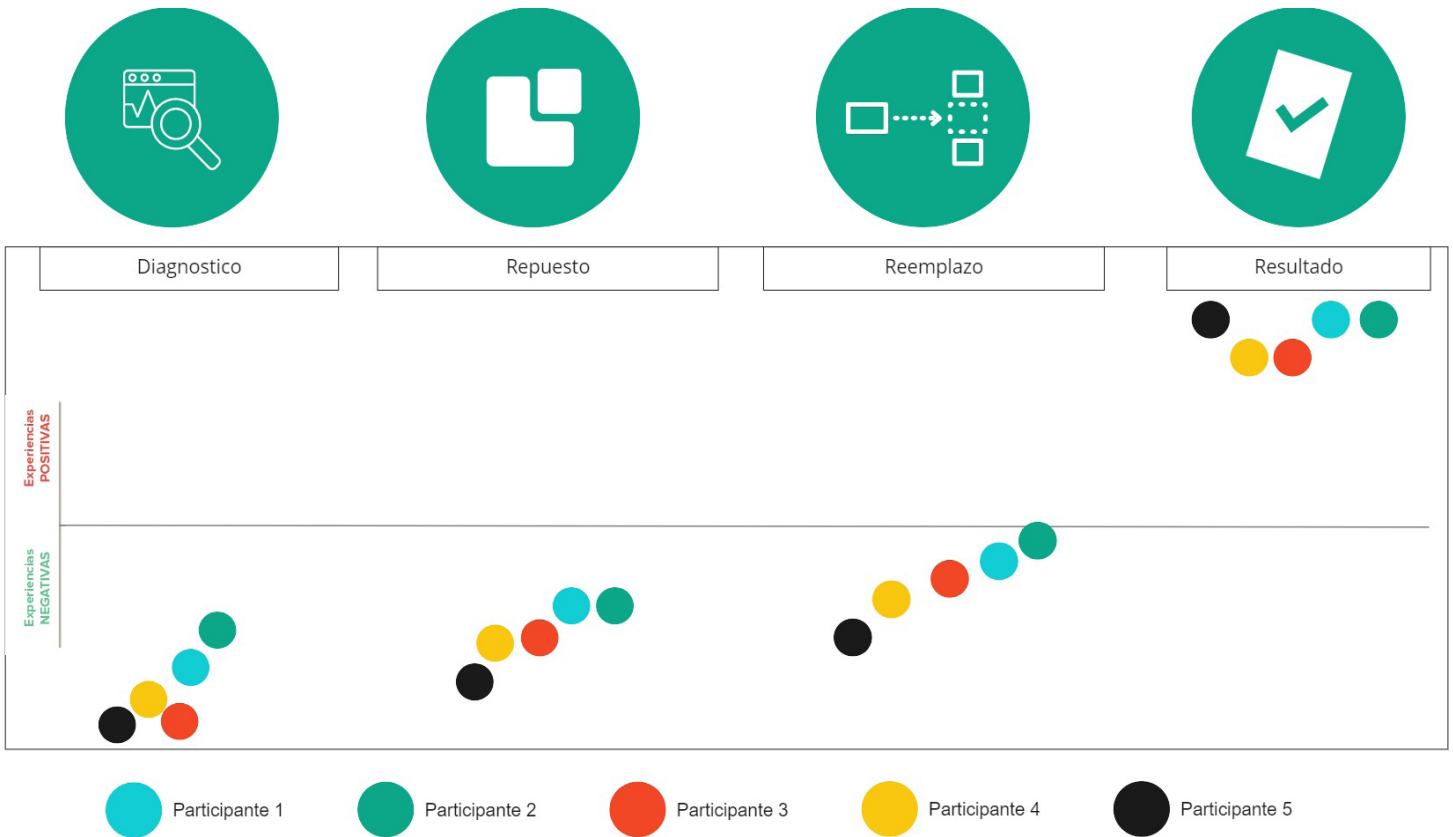 Diagnostico
Repuesto
Reemplazo
Resultado
Experiencias
POSITIVAS
Experiencias
NEGATIVAS
Participante 1
Participante 2
Participante 3
Participante 4
Participante 5